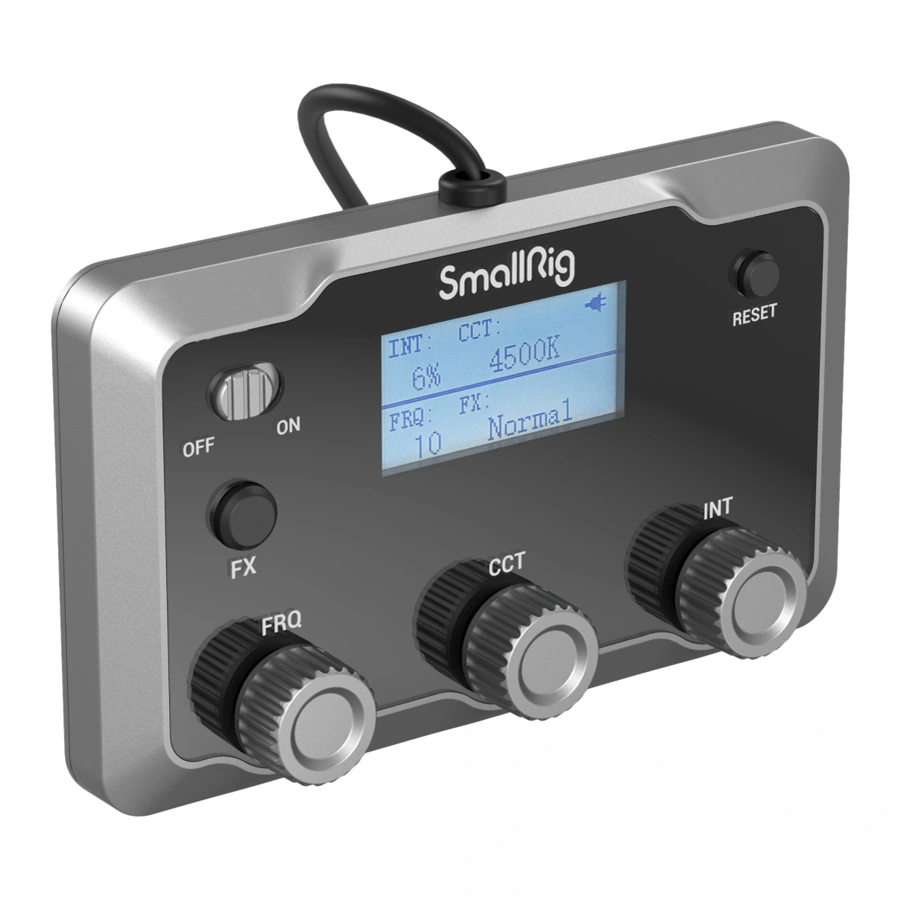 SmallRig
INT: CCT:
6% 4500K
FRQ: FX:
10 Normal
RESET
OFF ON
FX
FRQ
CCT
INT